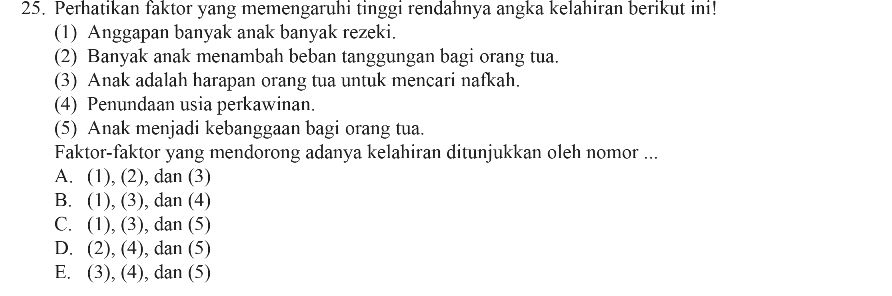 25. Perhatikan faktor yang memengaruhi tinggi rendahnya angka kelahiran berikut ini!
(1) Anggapan banyak anak banyak rezeki.
(2) Banyak anak menambah beban tanggungan bagi orang tua.
(3) Anak adalah harapan orang tua untuk mencari nafkah.
(4) Penundaan usia perkawinan.
(5) Anak menjadi kebanggaan bagi orang tua.
Faktor-faktor yang mendorong adanya kelahiran ditunjukkan oleh nomor ...
A. (1), (2), dan (3)
B. (1), (3), dan (4)
C. (1), (3), dan (5)
D. (2), (4), dan (5)
E. (3), (4), dan (5)